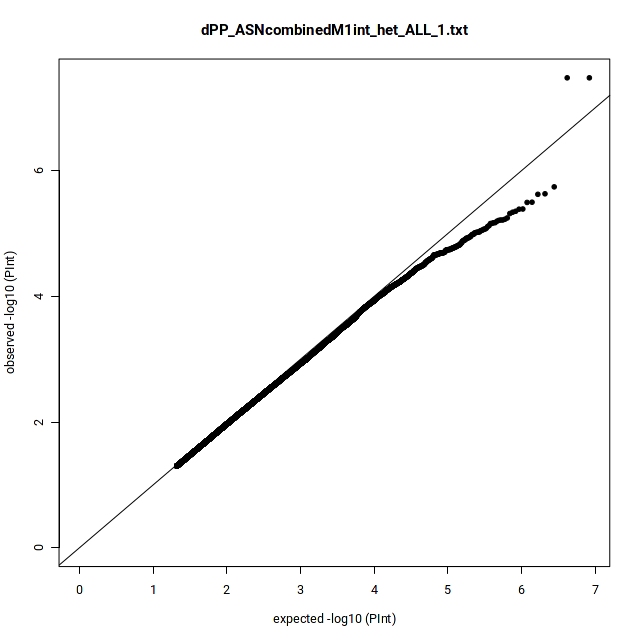 dPP_ASNcombinedM1int_het_ALL_1.txt
observed -log10 (PInt)
6
4
2
0
0 1 2 3 4 5 6 7
expected -log10 (PInt)